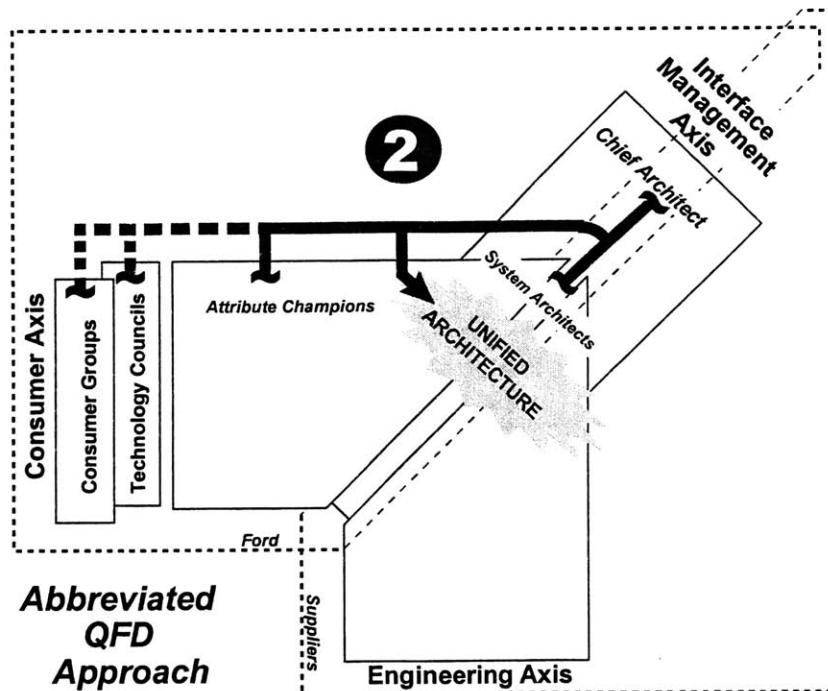 Interface
Management
Axis
2
Chief Architect
System Architects
Attribute Champions
UNIFIED
ARCHITECTURE
Consumer Axis
Consumer Groups
Technology Councils
Ford
Suppliers
Abbreviated
QFD
Approach
Engineering Axis